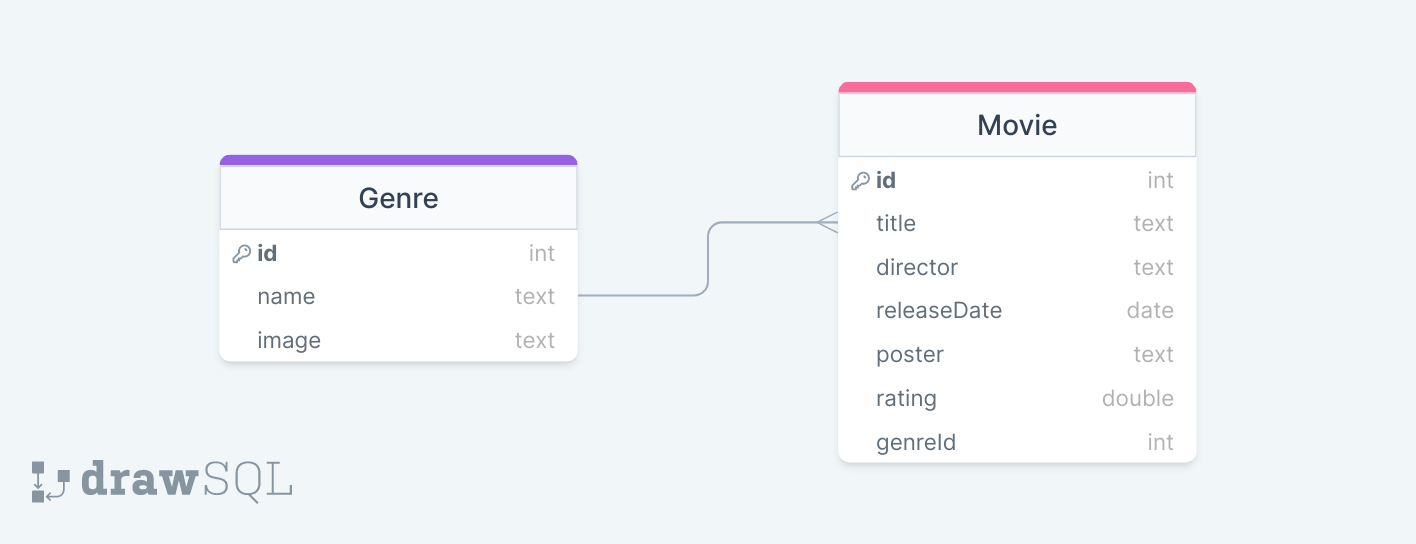 Genre
id int
name text
image text
Movie
id int
title text
director text
releaseDate date
poster text
rating double
genreId int
drawSQL